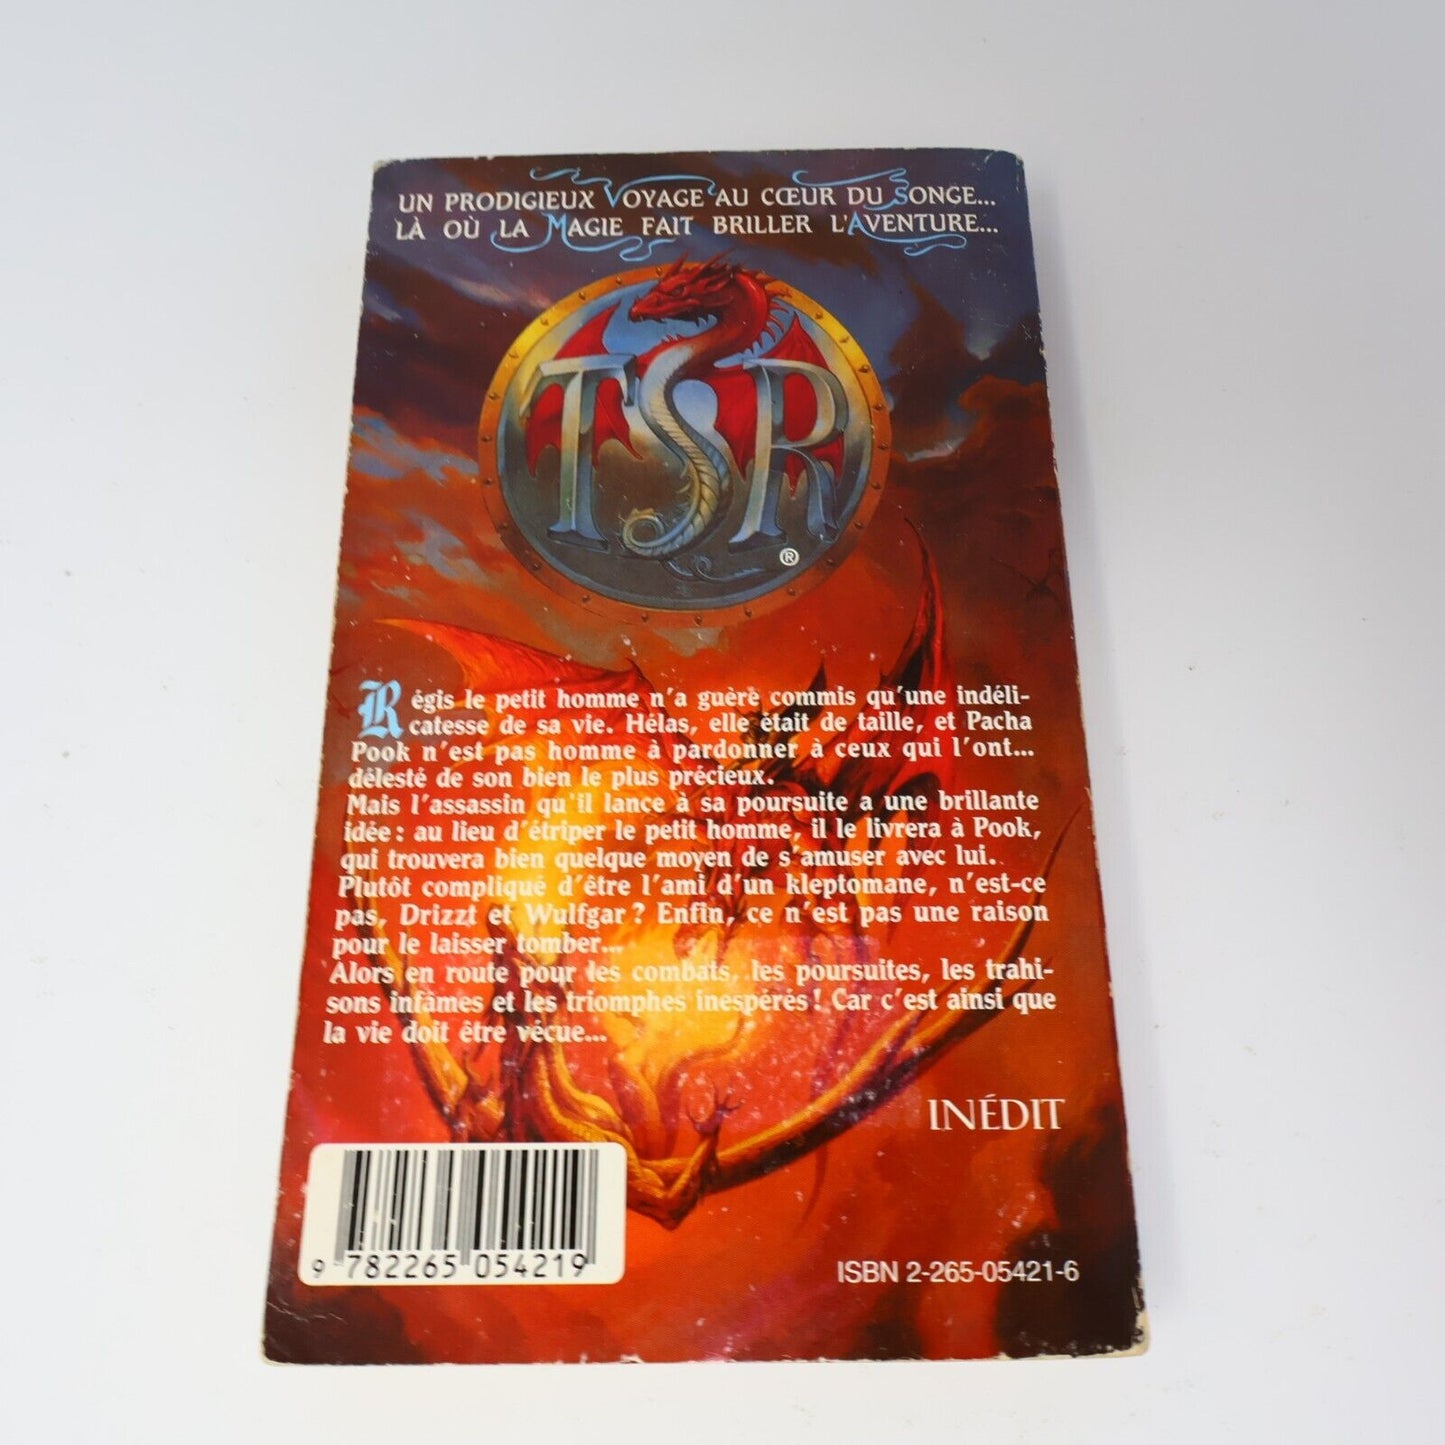 UN PRODIGIEUX VOYAGE AU CŒUR DU SONGE...
LÀ OÙ LA MAGIE FAIT BRILLER L'AVENTURE...
TSR
®
Régis le petit homme n'a guère commis qu'une indéli-
catesse de sa vie. Hélas, elle était de taille, et Pacha
Pook n'est pas homme à pardonner à ceux qui l'ont...
délesté de son bien le plus précieux.
Mais l'assassin qu'il lance à sa poursuite a une brillante
idée : au lieu d'étriper le petit homme, il le livrera à Pook,
qui trouvera bien quelque moyen de s'amuser avec lui.
Plutôt compliqué d'être l'ami d'un kleptomane, n'est-ce
pas, Drizzt et Wulfgar ? Enfin, ce n'est pas une raison
pour le laisser tomber...
Alors en route pour les combats, les poursuites, les trahi-
sons infâmes et les triomphes inespérés ! Car c'est ainsi que
la vie doit être vécue...
INÉDIT
9 782265 054219
ISBN 2-265-05421-6